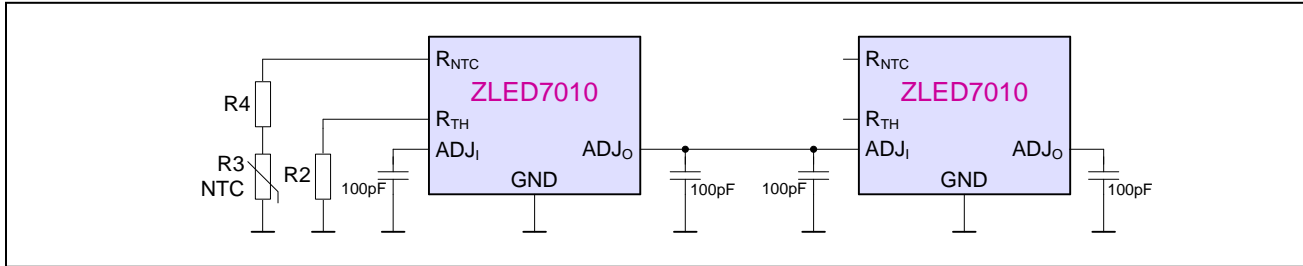 R4
R3
NTC
R2
100pF
RNTC
ZLED7010
RTH
ADJI
ADJO
GND
100pF
100pF
RNTC
ZLED7010
RTH
ADJI
ADJO
GND
100pF